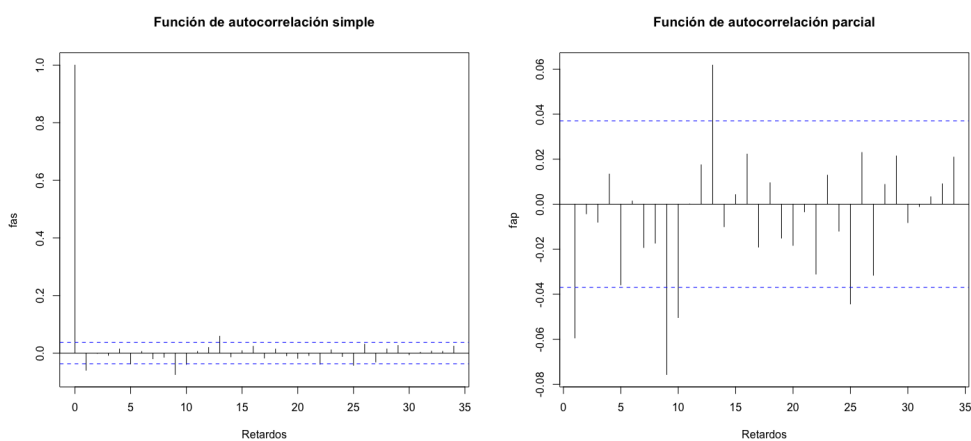 Función de autocorrelación simple
1.0
0.8
0.6
0.4
0.2
0.0
fas
0 5 10 15 20 25 30 35
Retardos
Función de autocorrelación parcial
0.06
0.04
0.02
0.00
-0.02
-0.04
-0.06
-0.08
fap
0 5 10 15 20 25 30 35
Retardos